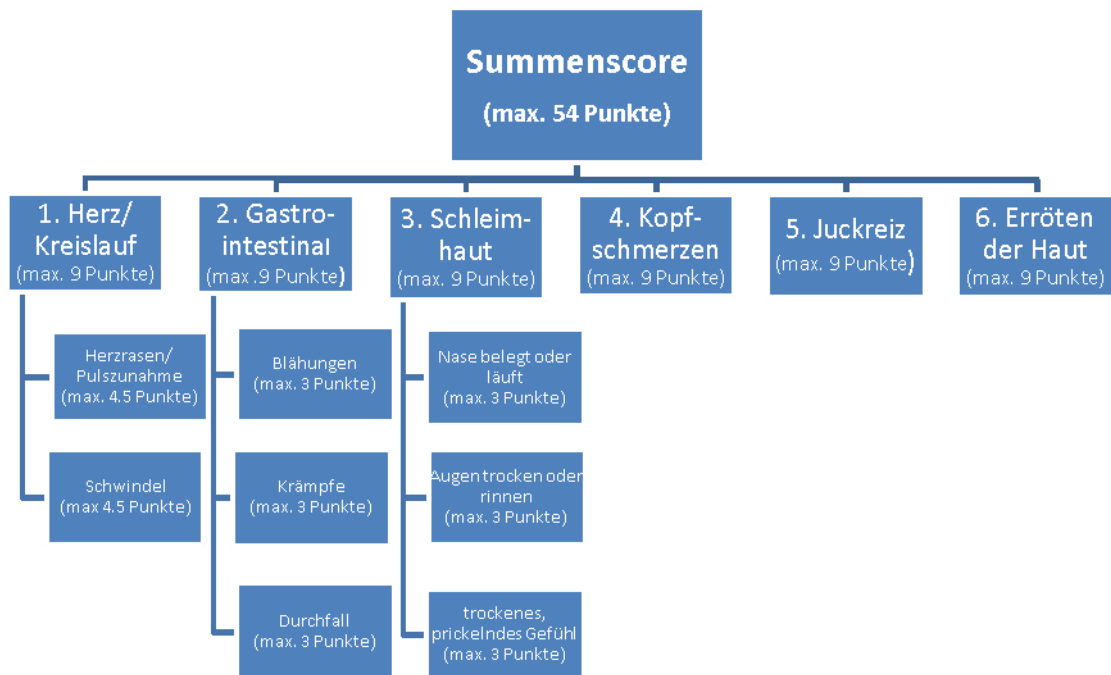 Summenscore
(max. 54 Punkte)
1. Herz/
Kreislauf
(max. 9 Punkte)
2. Gastro-
intestinal
(max .9 Punkte)
3. Schleim-
haut
(max. 9 Punkte)
4. Kopf-
schmerzen
(max. 9 Punkte)
5. Juckreiz
(max. 9 Punkte)
6. Erröten
der Haut
(max. 9 Punkte)
Herzrasen/
Pulszunahme
(max. 4.5 Punkte)
Schwindel
(max 4.5 Punkte)
Blähungen
(max. 3 Punkte)
Krämpfe
(max. 3 Punkte)
Durchfall
(max. 3 Punkte)
Nase belegt oder
läuft
(max. 3 Punkte)
Augen trocken oder
rinnen
(max. 3 Punkte)
trockenes,
prickelndes Gefühl
(max. 3 Punkte)